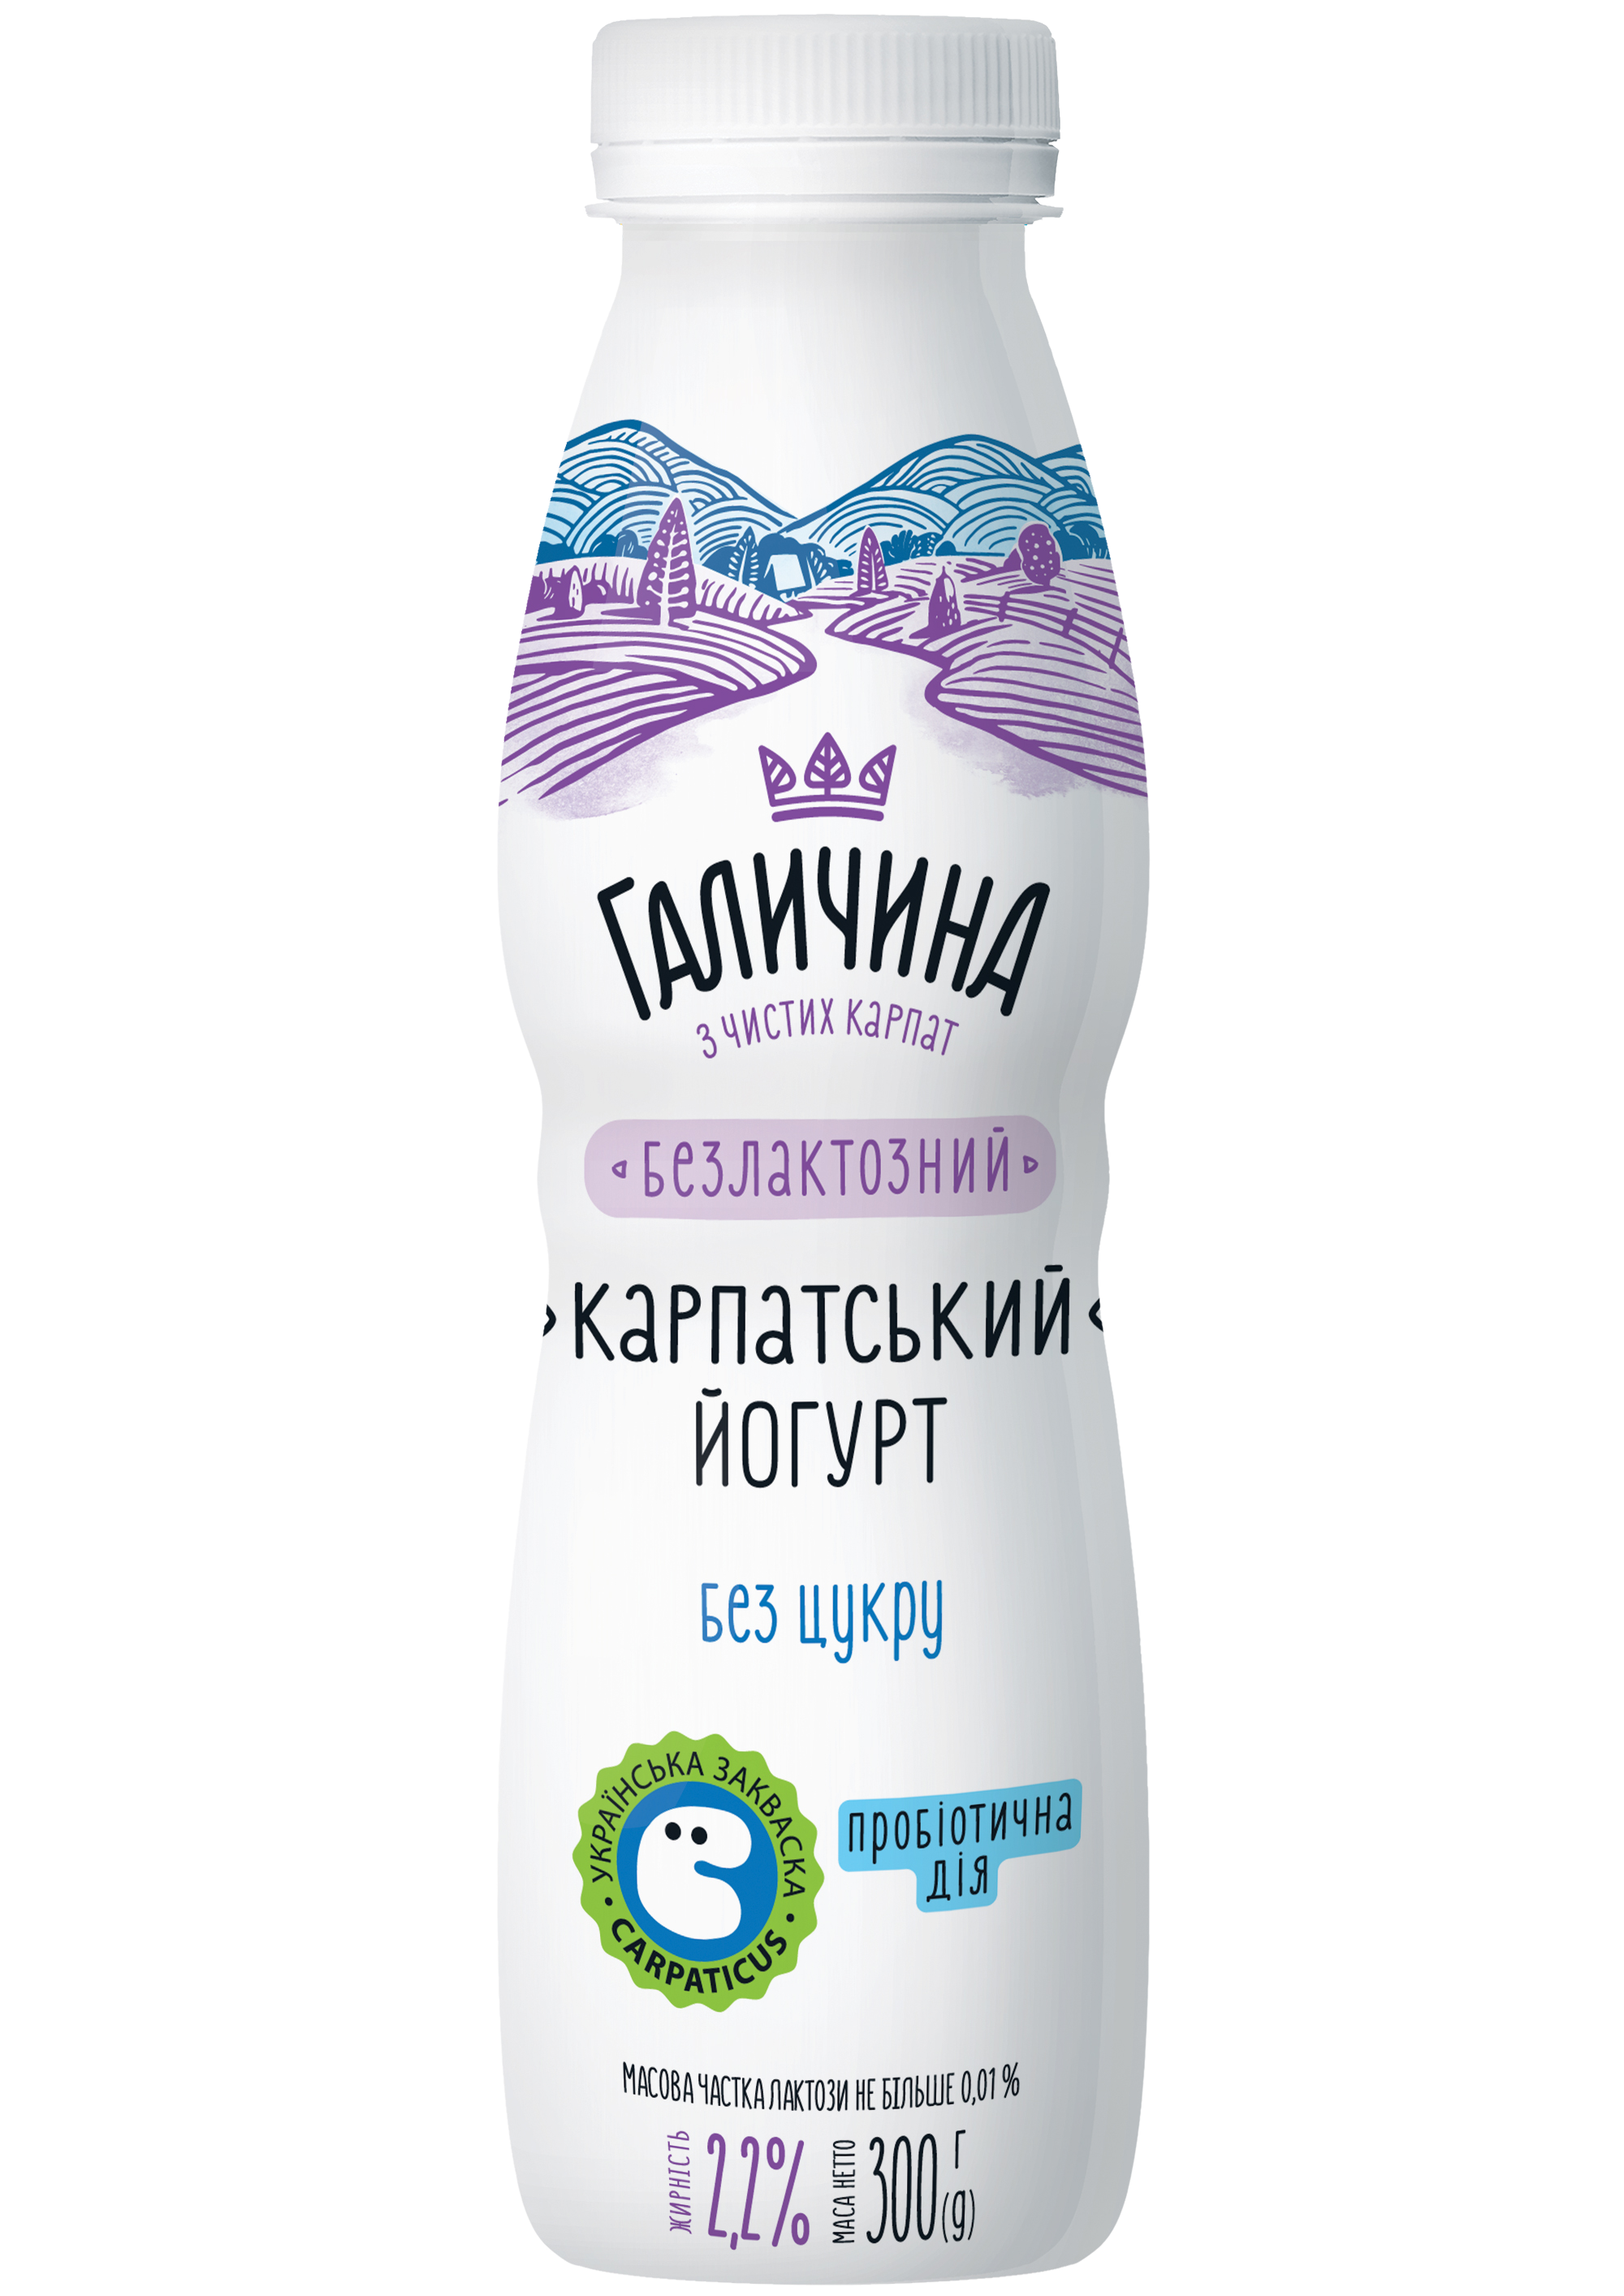 ГАЛИЧИНА
З ЧИСТИХ КАРПАТ
БЕЗЛАКТОЗНИЙ
КАРПАТСЬКИЙ
ЙОГУРТ
БЕЗ ЦУКРУ
УКРАЇНСЬКА ЗАКВАСКА
CARPATICUS
ПРОБІОТИЧНА
ДІЯ
МАСОВА ЧАСТКА ЛАКТОЗИ НЕ БІЛЬШЕ 0,01 %
ЖИРНІСТЬ 2,2% МАСА НЕТТО 300 Г (g)